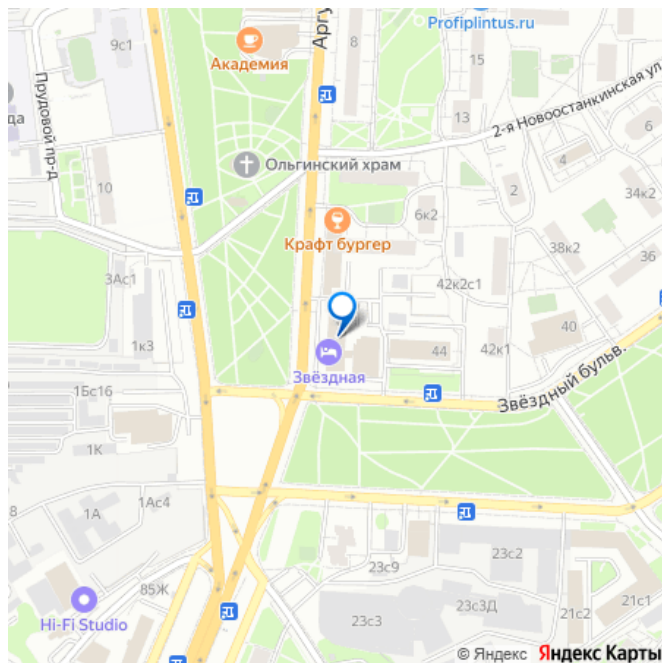 9с1
Академия
Аргу
8
Profiplintus.ru
15
13
2-я Новоостанкинская ул.
6
4
Прудовой пр-д
да
10
Ольгинский храм
2
34к2
6к2
Крафт бургер
38к2
36
3Ас1
42к2с1
1к3
40
44
42к1
Звёздная
Звёздный бульв.
1Бс16
1К
1Ас4
8
1А
23с2
23с9
85Ж
Hi-Fi Studio
23с3
23с3Д
21с2
21с1
© Яндекс Яндекс Карты